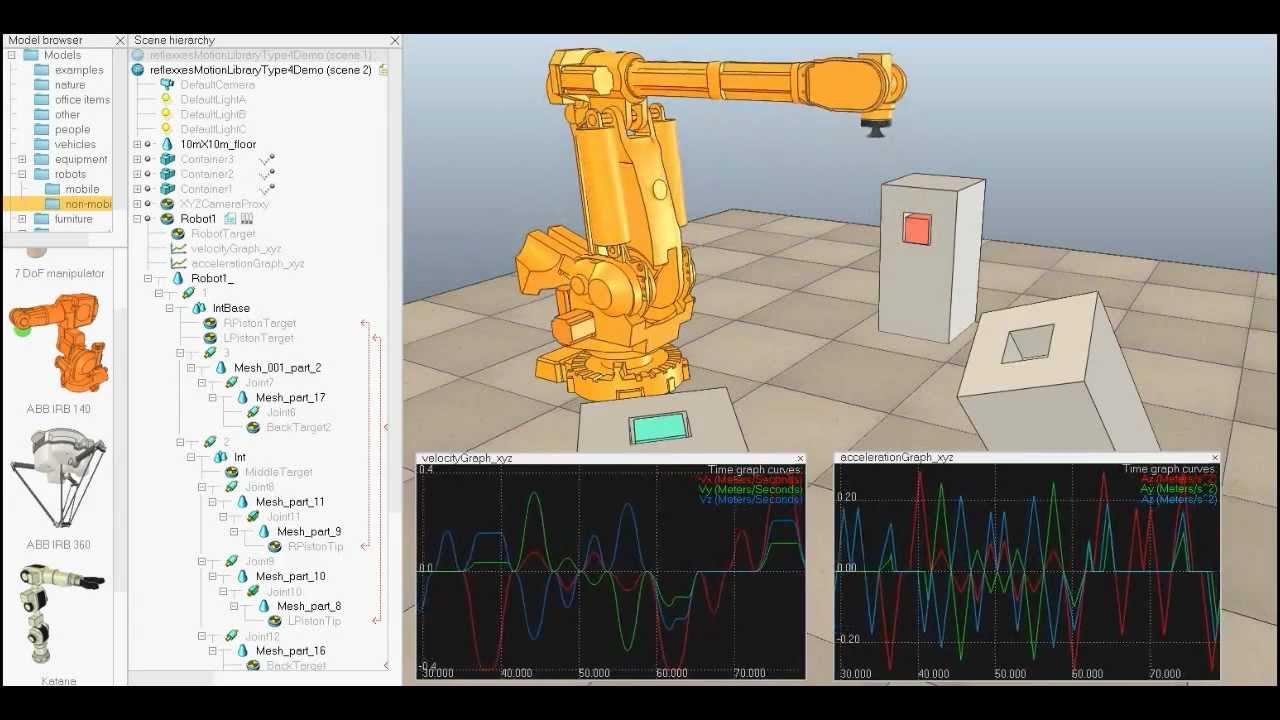 Model browser
Models
examples
nature
office items
other
people
vehicles
equipment
robots
mobile
non-mobi
furniture
7 DoF manipulator
ABB IRB 140
ABB IRB 360
Katana
Scene hierarchy
reflexxesMotionLibraryType4Demo (scene 1)
reflexxesMotionLibraryType4Demo (scene 2)
DefaultCamera
DefaultLightA
DefaultLightB
DefaultLightC
10mX10m_floor
Container3
Container2
Container1
XYZCameraProxy
Robot1
RobotTarget
velocityGraph_xyz
accelerationGraph_xyz
Robot1_
1
IntBase
RPistonTarget
LPistonTarget
3
Mesh_001_part_2
Joint7
Mesh_part_17
Joint6
BackTarget2
2
Int
MiddleTarget
Joint8
Mesh_part_11
Joint11
Mesh_part_9
RPistonTip
Joint9
Mesh_part_10
Joint10
Mesh_part_8
LPistonTip
Joint12
Mesh_part_16
BackTarget
velocityGraph_xyz
0.4
Time graph curves:
Vx (Meters/Seconds)
Vy (Meters/Seconds)
Vz (Meters/Seconds)
0.0
-0.4
30.000 40.000 50.000 60.000 70.000
accelerationGraph_xyz
Time graph curves:
Ax (Meters/s^2)
Ay (Meters/s^2)
Az (Meters/s^2)
0.20
0.00
-0.20
30.000 40.000 50.000 60.000 70.000